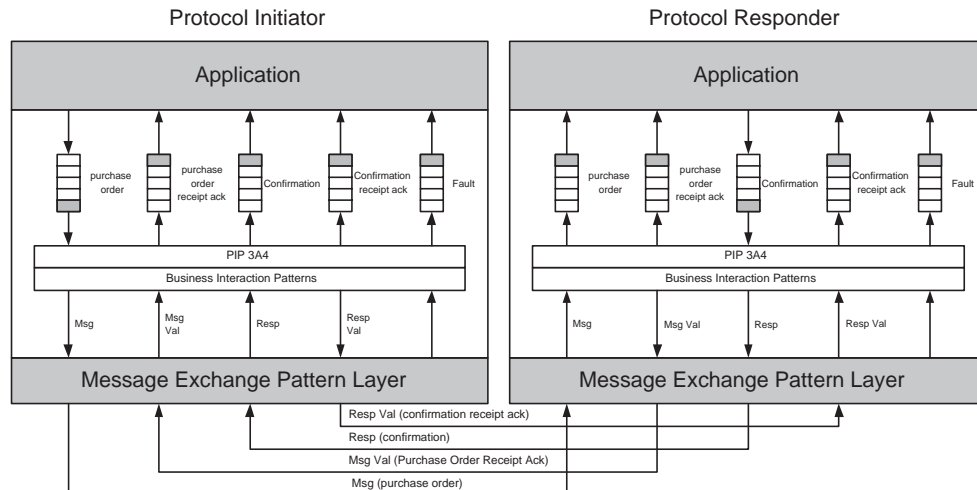 Protocol Initiator
Protocol Responder
Application
Application
purchase
order
purchase
order
receipt ack
Confirmation
Confirmation
receipt ack
Fault
purchase
order
purchase
order
receipt ack
Confirmation
Confirmation
receipt ack
Fault
PIP 3A4
Business Interaction Patterns
PIP 3A4
Business Interaction Patterns
Msg
Msg
Val
Resp
Resp
Val
Msg
Msg Val
Resp
Resp Val
Message Exchange Pattern Layer
Message Exchange Pattern Layer
Resp Val (confirmation receipt ack)
Resp (confirmation)
Msg Val (Purchase Order Receipt Ack)
Msg (purchase order)